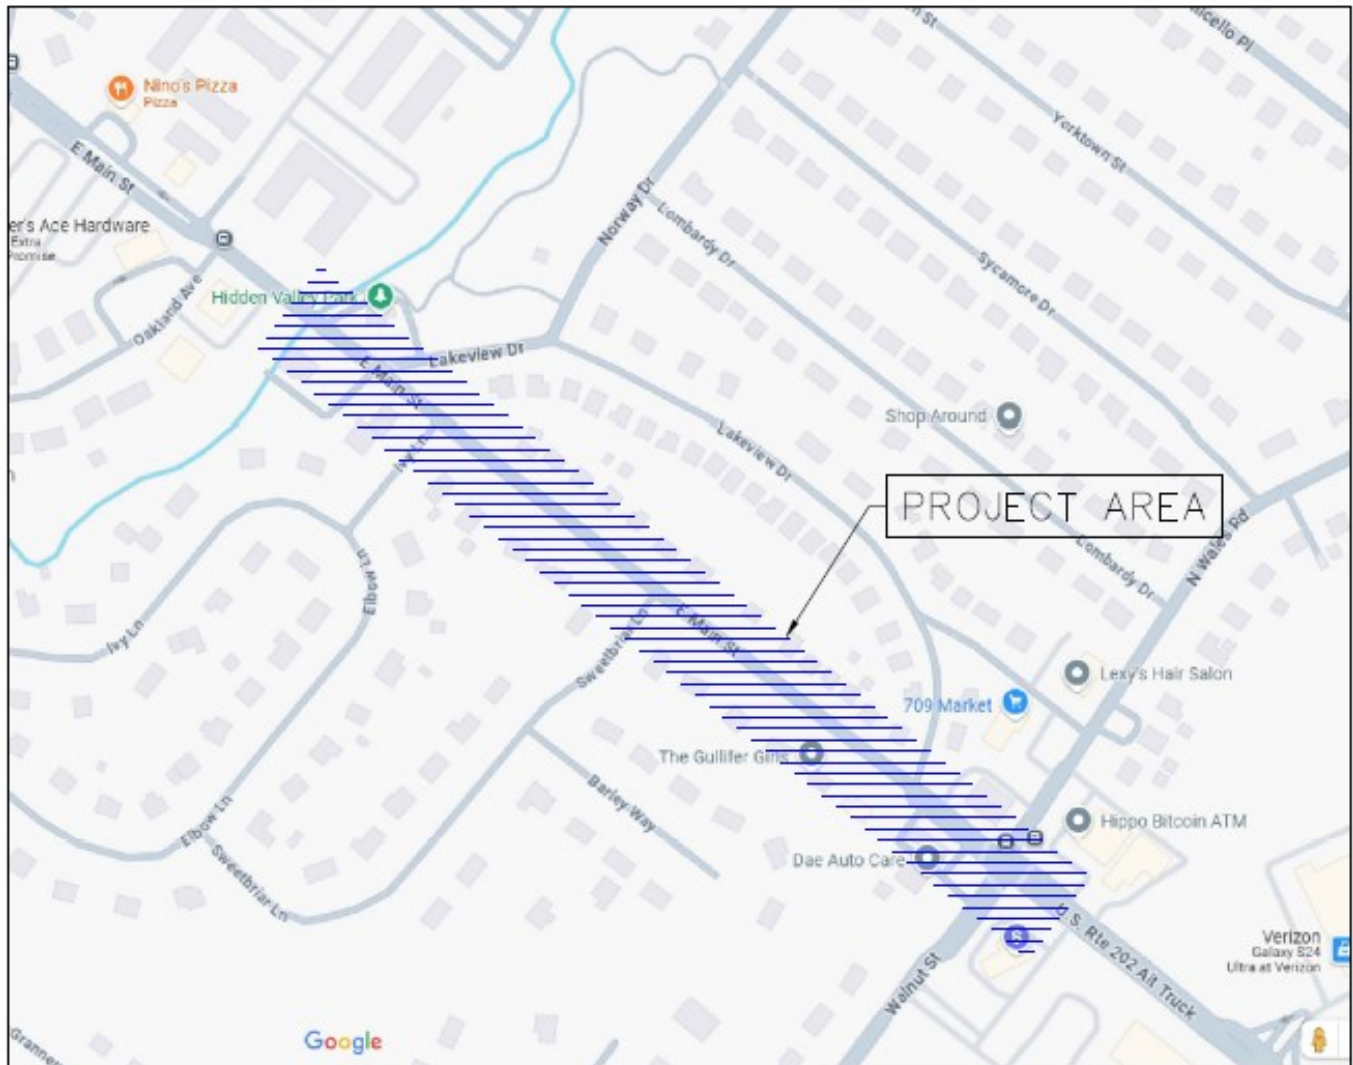 Nino's Pizza
Pizza
E Main St
er's Ace Hardware
Extra
Promise
Oakland Ave
Hidden Valley Park
Norway Dr
Lombardy Dr
Yorktown St
Sycamore Dr
Lakeview Dr
E Main St
Ivy Ln
Lakeview Dr
Shop Around
PROJECT AREA
Lombardy Dr
N Wales Rd
Elbow Ln
Ivy Ln
Sweetbriar Ln
E Main St
Lexy's Hair Salon
709 Market
The Gullifer Girls
Barley Way
Elbow Ln
Sweetbriar Ln
Hippo Bitcoin ATM
Dae Auto Care
U.S. Rte 202 Alt Truck
Walnut St
Verizon
Galaxy S24
Ultra at Verizon
Google